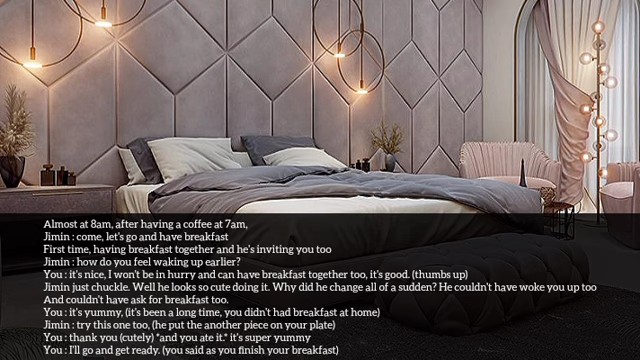 Almost at 8am, after having a coffee at 7am,
Jimin : come, let's go and have breakfast
First time, having breakfast together and he's inviting you too
Jimin : how do you feel waking up earlier?
You : it's nice, I won't be in hurry and can have breakfast together too, it's good. (thumbs up)
Jimin just chuckle. Well he looks so cute doing it. Why did he change all of a sudden? He couldn't have woke you up too
And couldn't have ask for breakfast too.
You : it's yummy, (it's been a long time, you didn't had breakfast at home)
Jimin : try this one too, (he put the another piece on your plate)
You : thank you (cutely) *and you ate it.* it's super yummy
You : I'll go and get ready. (you said as you finish your breakfast)